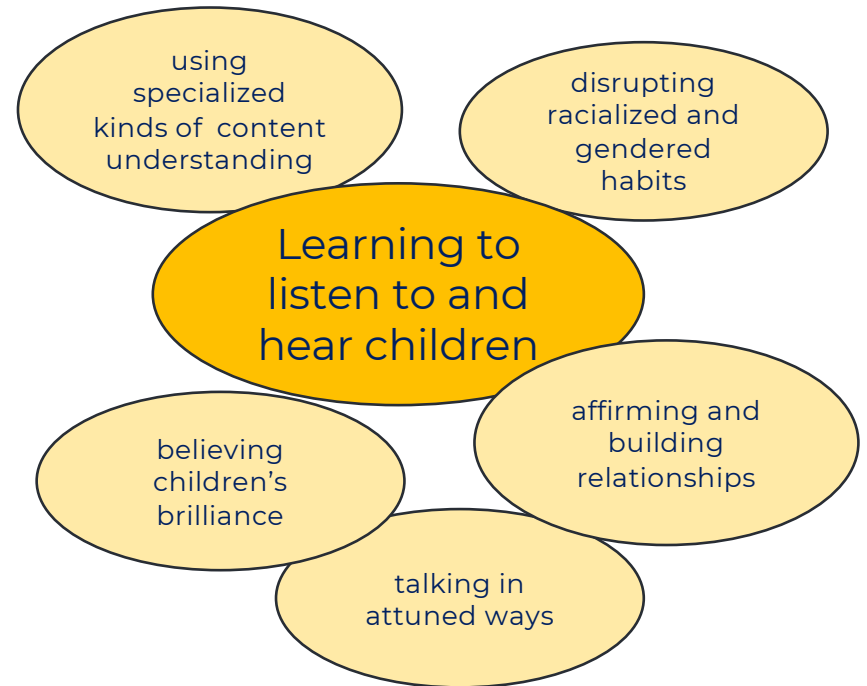 using
specialized
kinds of content
understanding
disrupting
racialized and
gendered
habits
Learning to
listen to and
hear children
affirming and
building
relationships
believing
children’s
brilliance
talking in
attuned ways